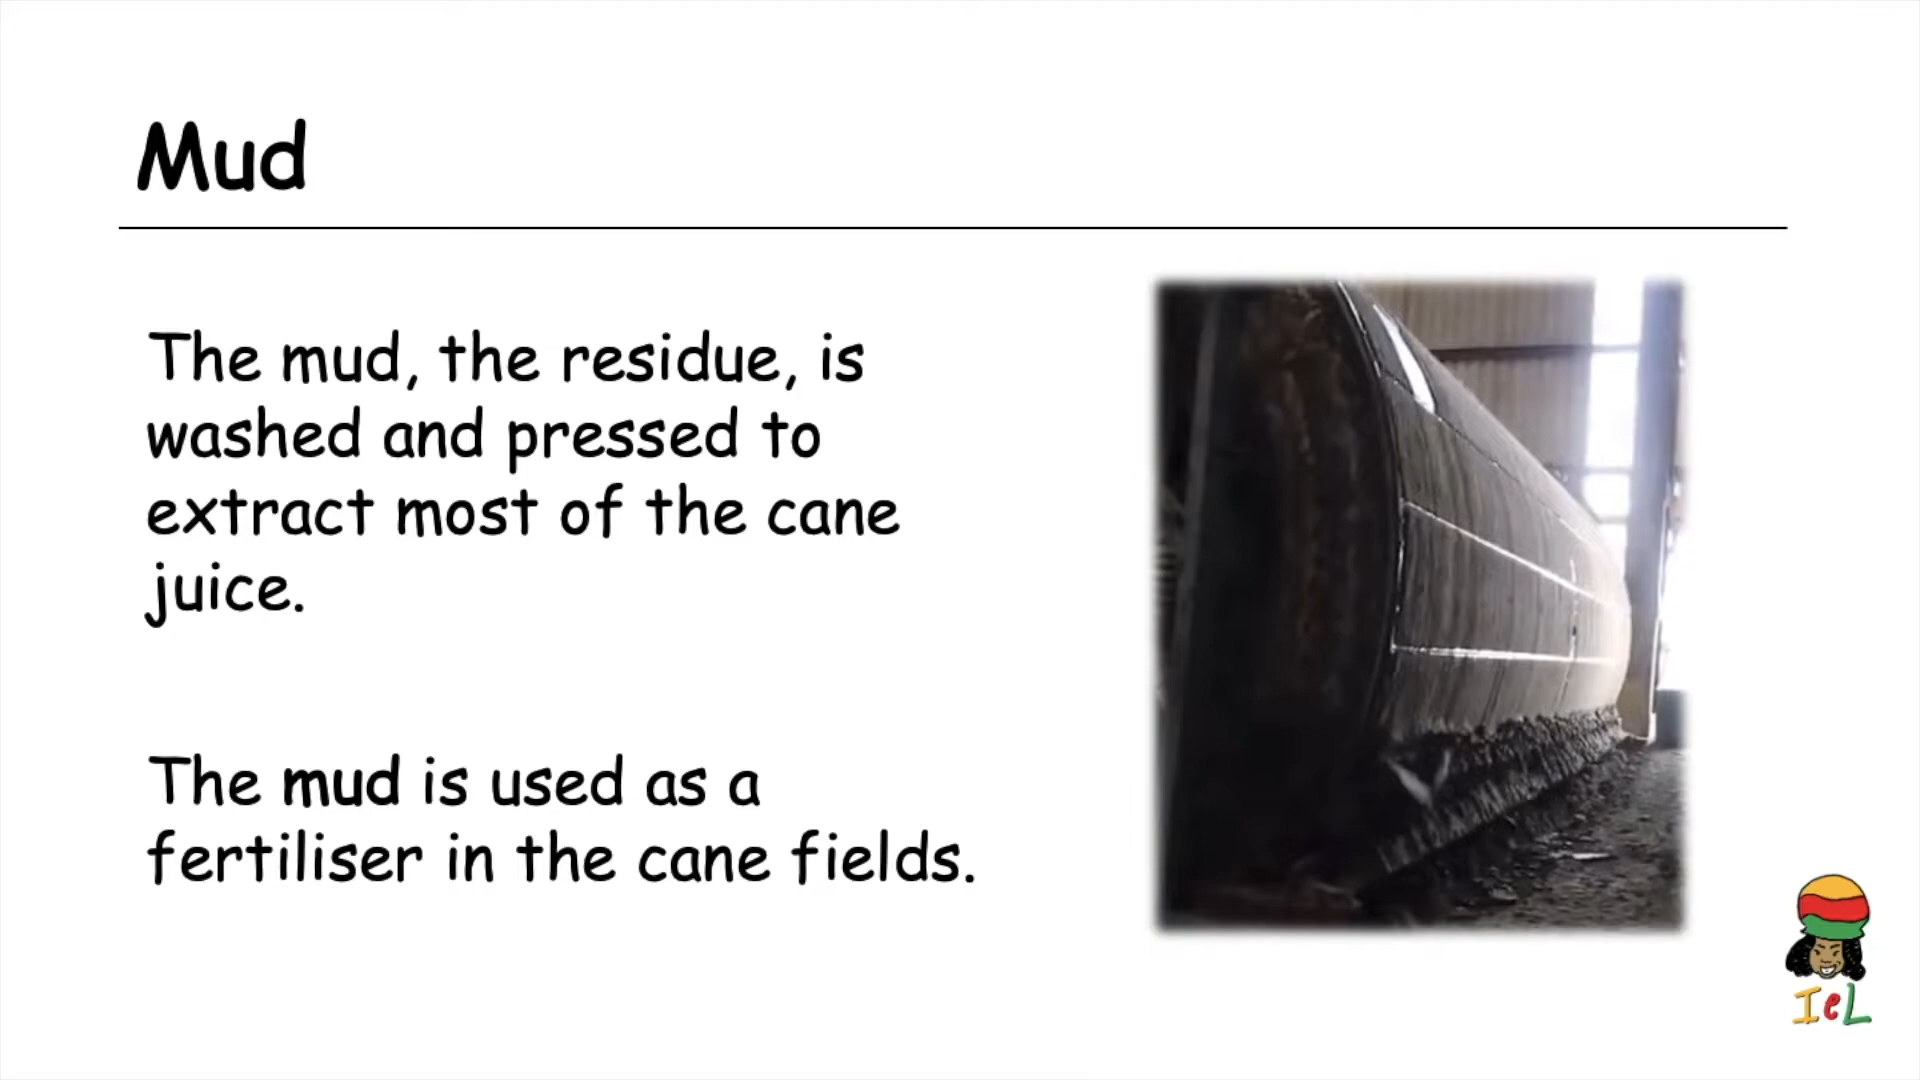 Mud
The mud, the residue, is
washed and pressed to
extract most of the cane
juice.
The mud is used as a
fertiliser in the cane fields.
IeL